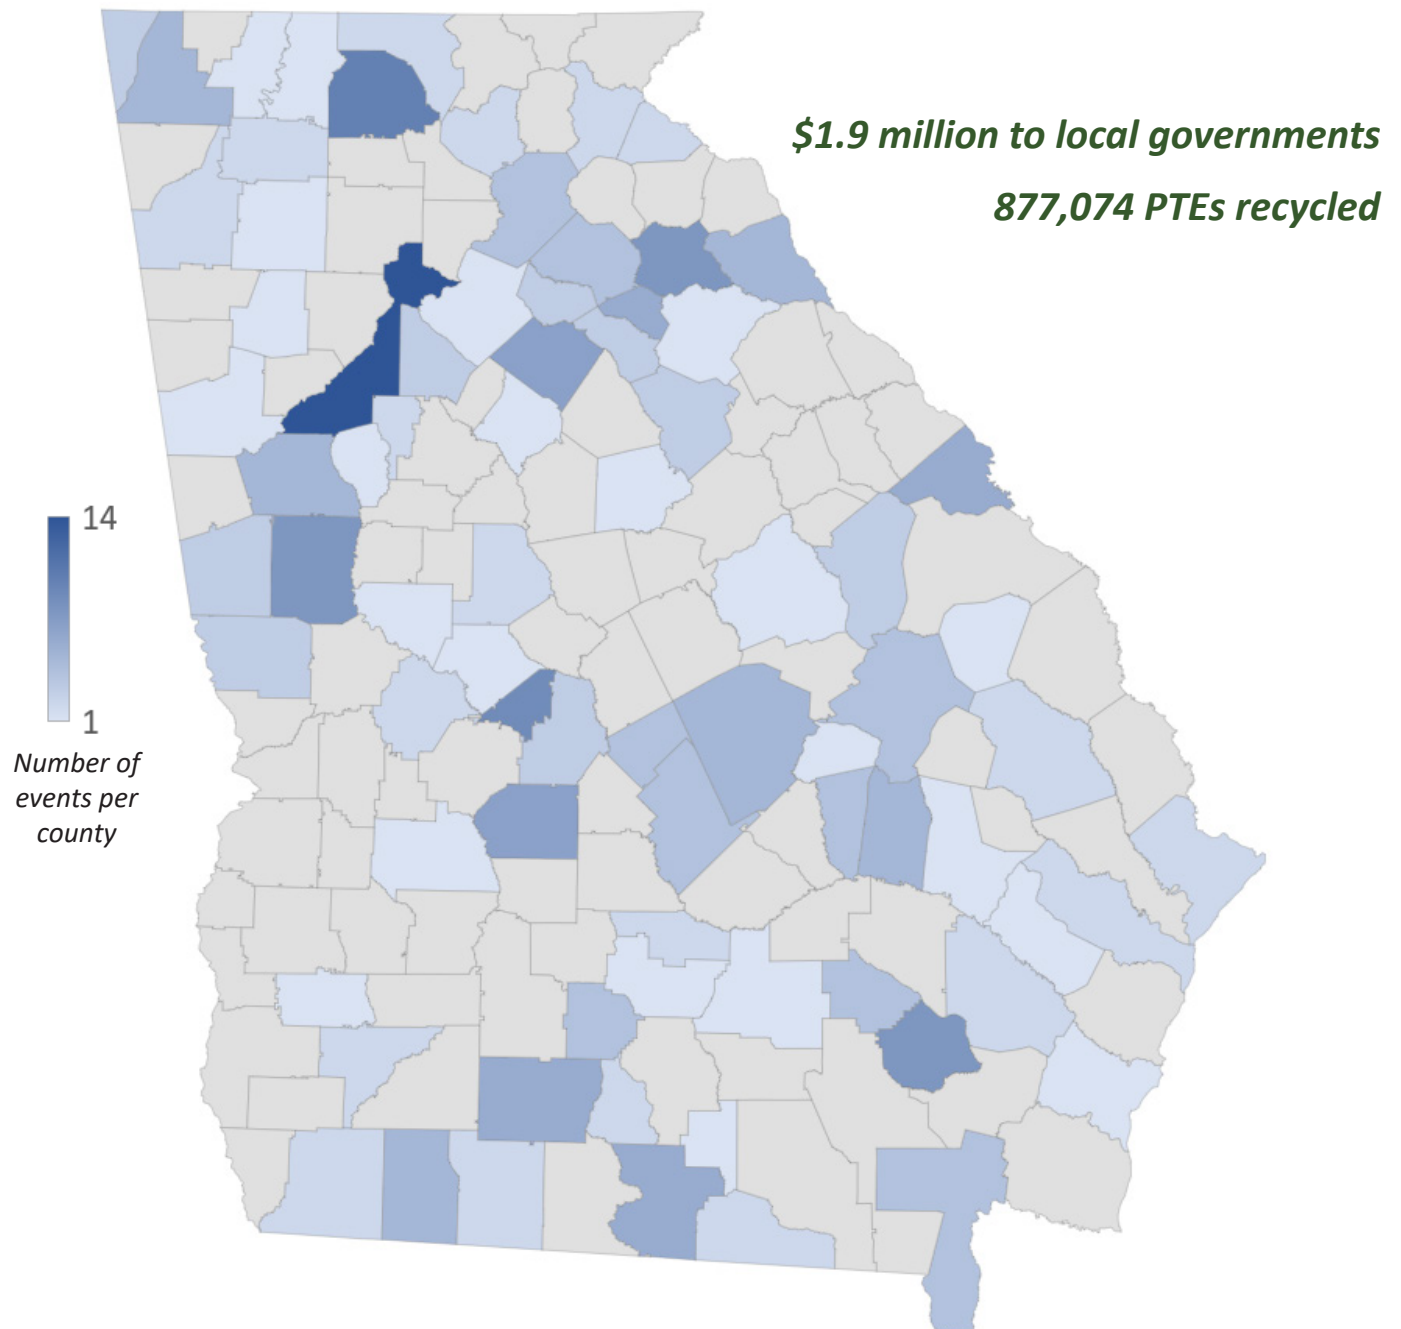 $1.9 million to local governments
877,074 PTEs recycled
14
1
Number of
events per
county